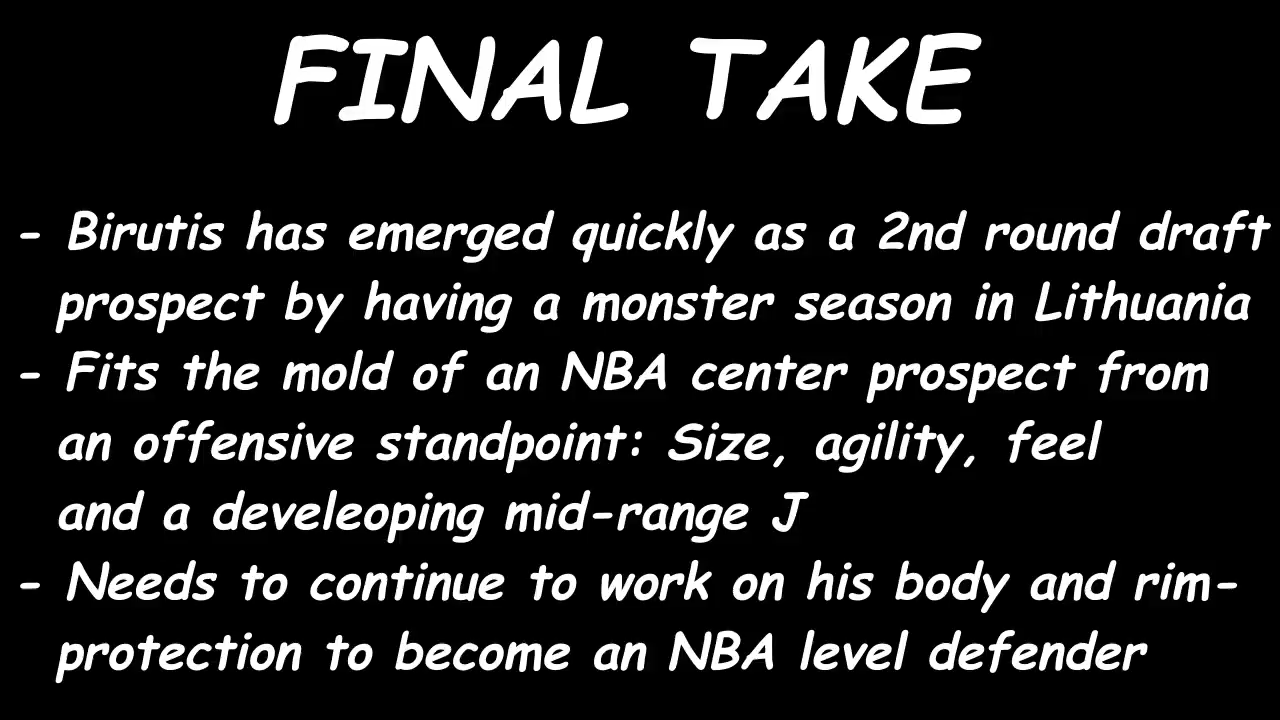 FINAL TAKE
- Birutis has emerged quickly as a 2nd round draft
prospect by having a monster season in Lithuania
- Fits the mold of an NBA center prospect from
an offensive standpoint: Size, agility, feel
and a develeoping mid-range J
- Needs to continue to work on his body and rim-
protection to become an NBA level defender